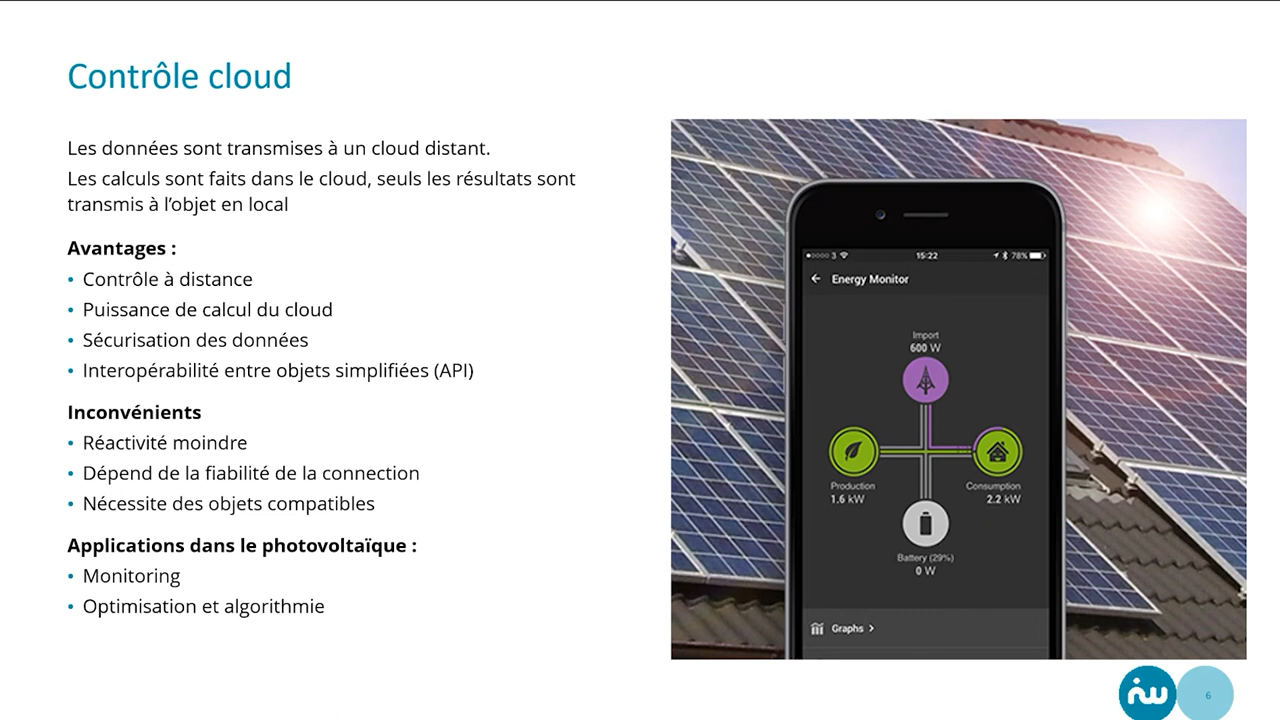 Contrôle cloud
Les données sont transmises à un cloud distant.
Les calculs sont faits dans le cloud, seuls les résultats sont
transmis à l'objet en local
Avantages :
• Contrôle à distance
• Puissance de calcul du cloud
• Sécurisation des données
• Interopérabilité entre objets simplifiées (API)
Inconvénients
• Réactivité moindre
• Dépend de la fiabilité de la connection
• Nécessite des objets compatibles
Applications dans le photovoltaïque :
• Monitoring
• Optimisation et algorithmie
3 15:22 78%
Energy Monitor
Import
600 W
Production
1.6 kW
Consumption
2.2 kW
Battery (29%)
0 W
Graphs
iw
6